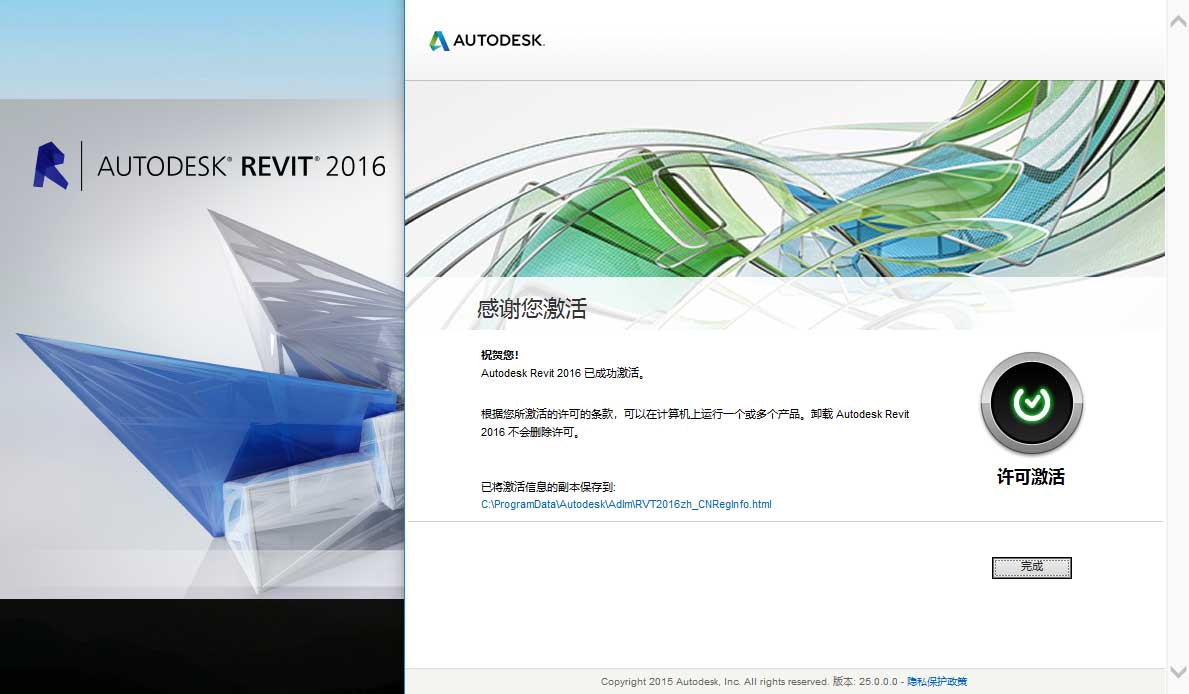 AUTODESK® REVIT® 2016
AUTODESK.
感谢您激活
祝贺您!
Autodesk Revit 2016 已成功激活。
根据您所激活的许可的条款，可以在计算机上运行一个或多个产品。卸载 Autodesk Revit
2016 不会删除许可。
许可激活
已将激活信息的副本保存到:
C:\ProgramData\Autodesk\Adlm\RVT2016zh_CNRegInfo.html
完成
Copyright 2015 Autodesk, Inc. All rights reserved. 版本: 25.0.0.0 - 隐私保护政策